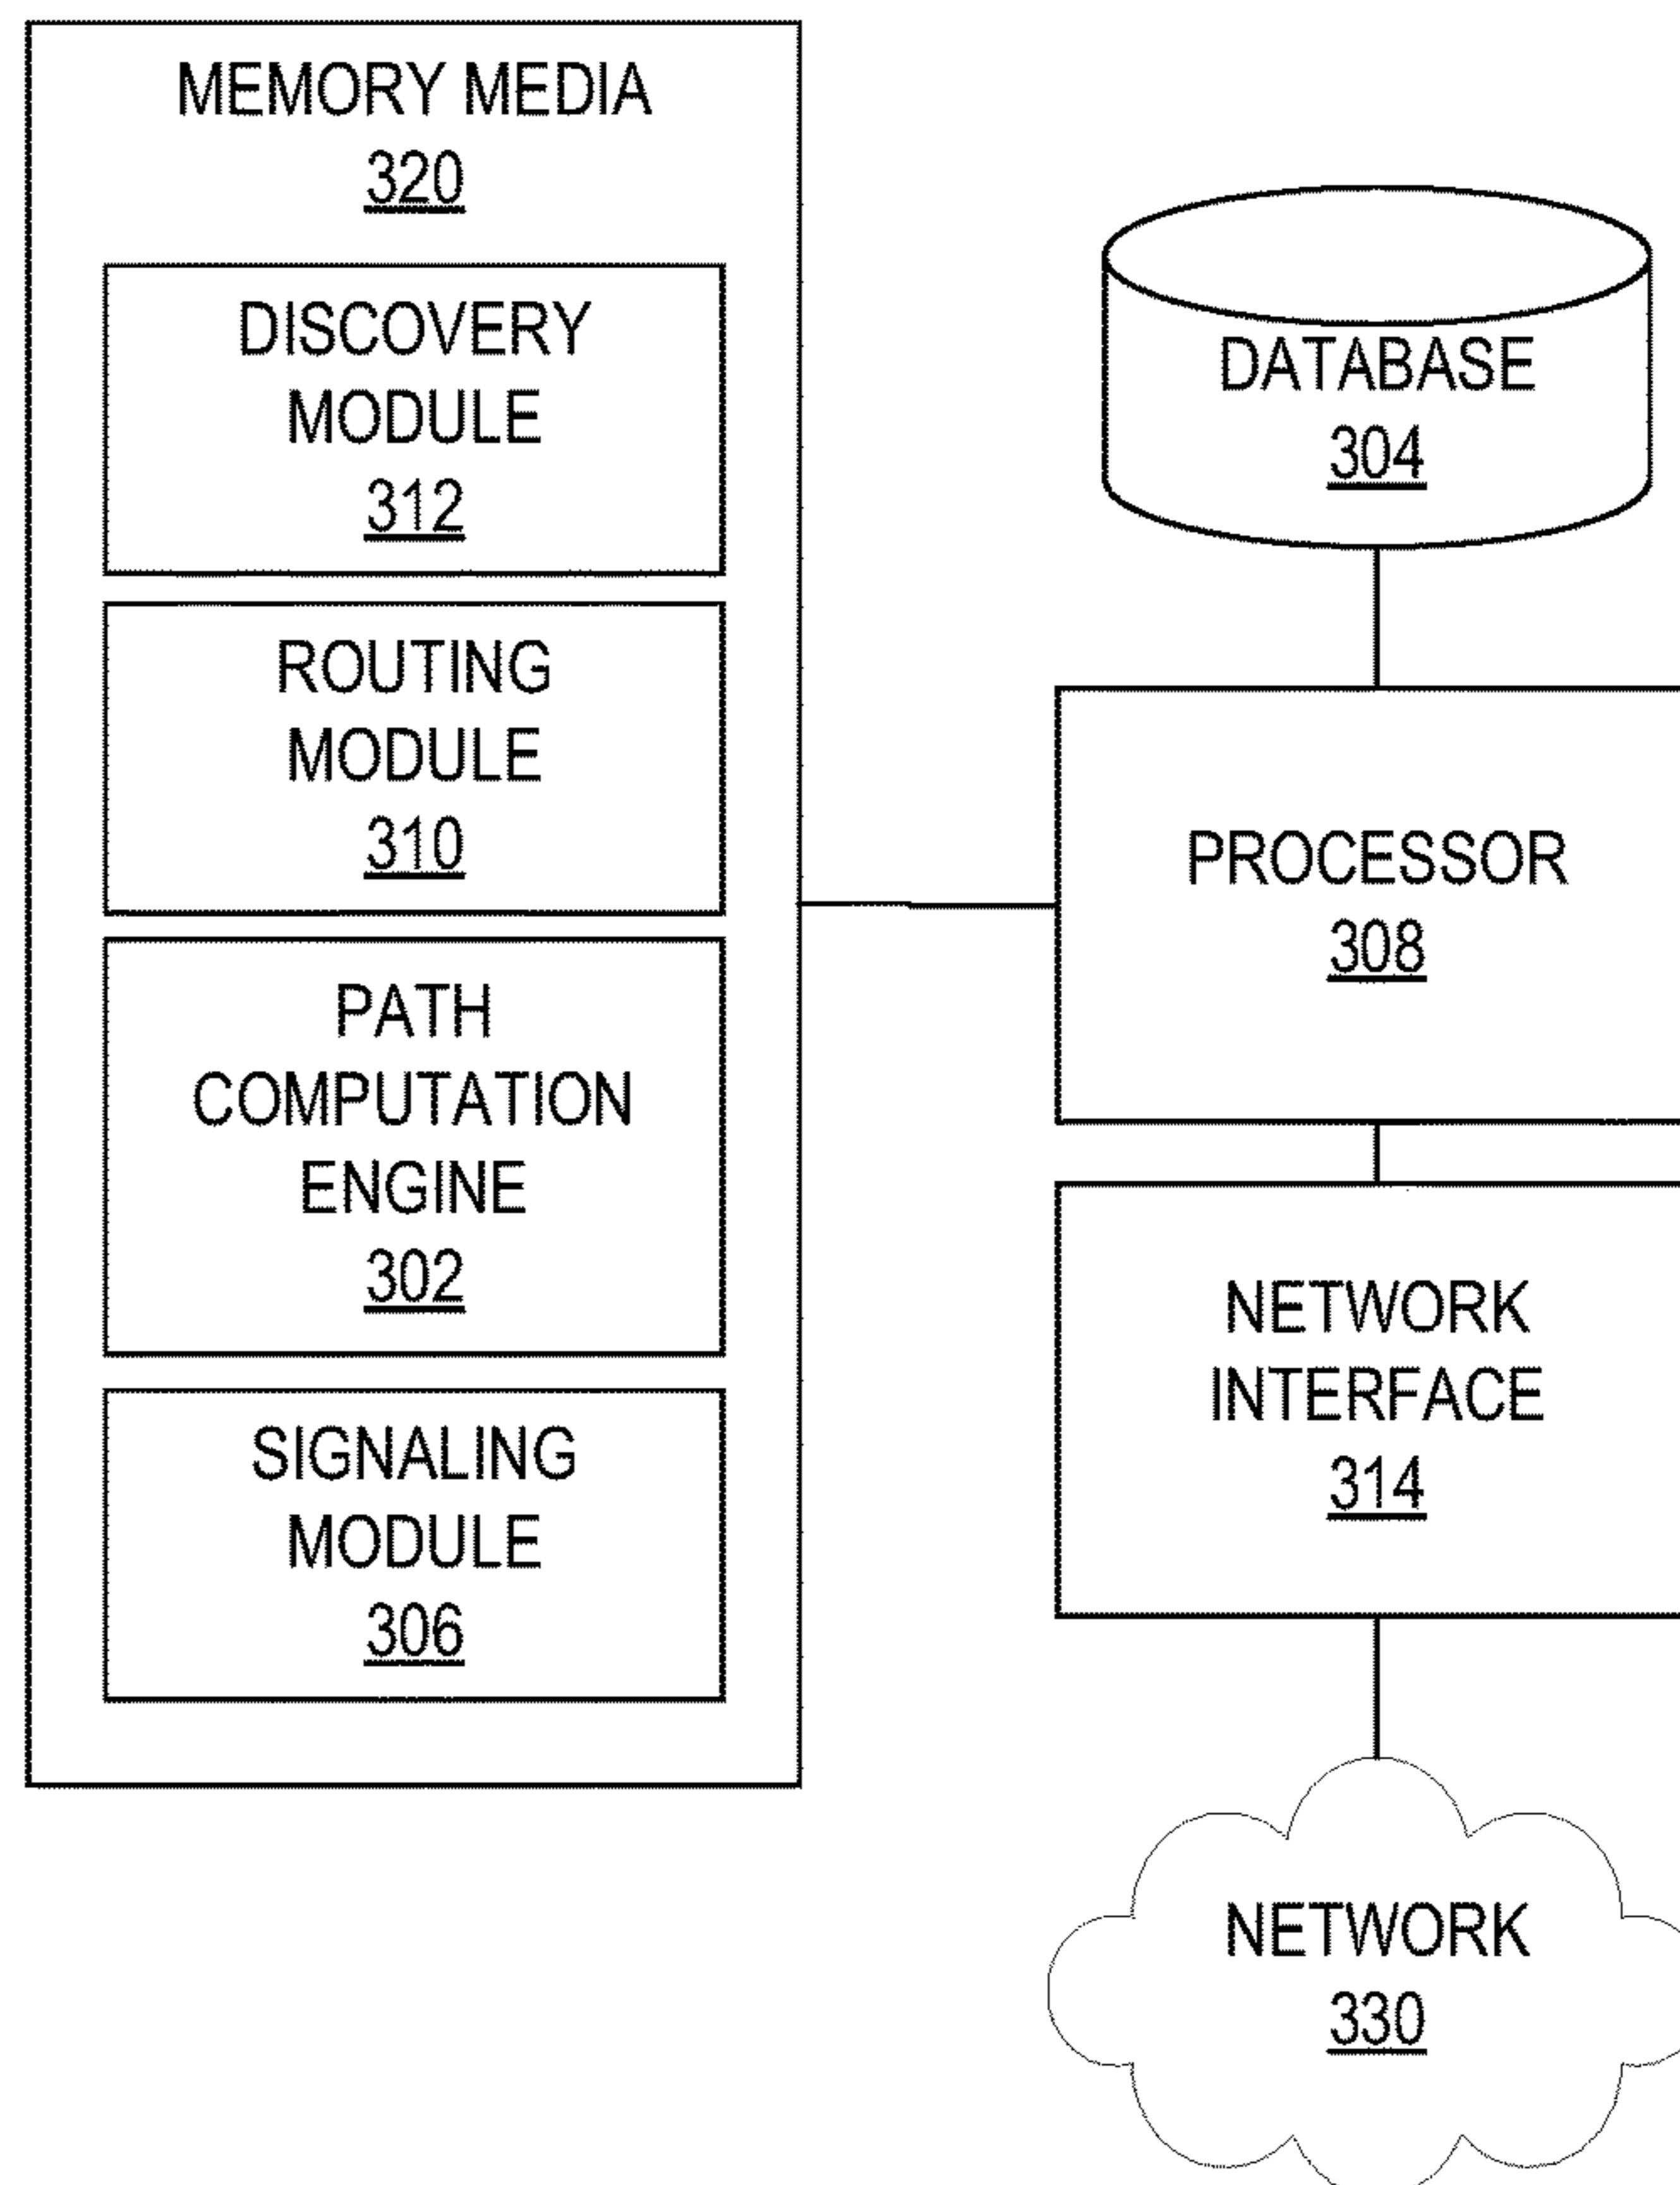 MEMORY MEDIA
320
DISCOVERY
MODULE
312
ROUTING
MODULE
310
PATH
COMPUTATION
ENGINE
302
SIGNALING
MODULE
306
DATABASE
304
PROCESSOR
308
NETWORK
INTERFACE
314
NETWORK
330